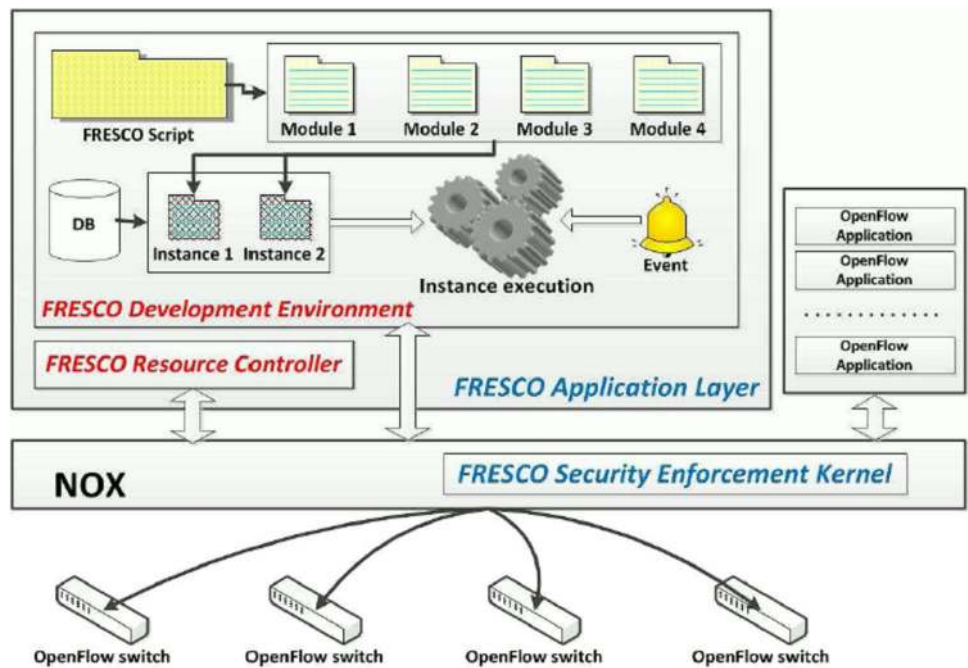 FRESCO Script
Module 1
Module 2
Module 3
Module 4
DB
Instance 1
Instance 2
Instance execution
Event
FRESCO Development Environment
FRESCO Resource Controller
FRESCO Application Layer
OpenFlow
Application
OpenFlow
Application
. . . . . . . . . . . . .
OpenFlow
Application
NOX
FRESCO Security Enforcement Kernel
OpenFlow switch
OpenFlow switch
OpenFlow switch
OpenFlow switch